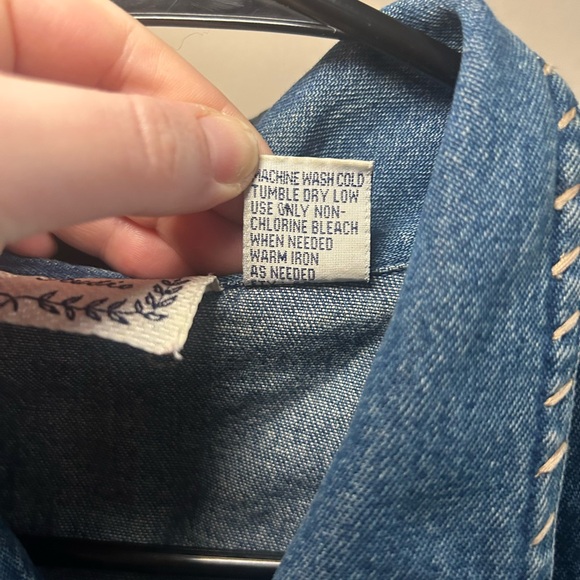 MACHINE WASH COLD
TUMBLE DRY LOW
USE ONLY NON-
CHLORINE BLEACH
WHEN NEEDED
WARM IRON
AS NEEDED